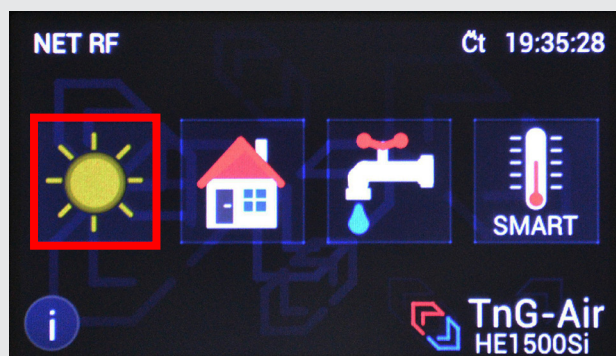 NET RF
Čt 19:35:28
SMART
i
TnG-Air
HE1500Si